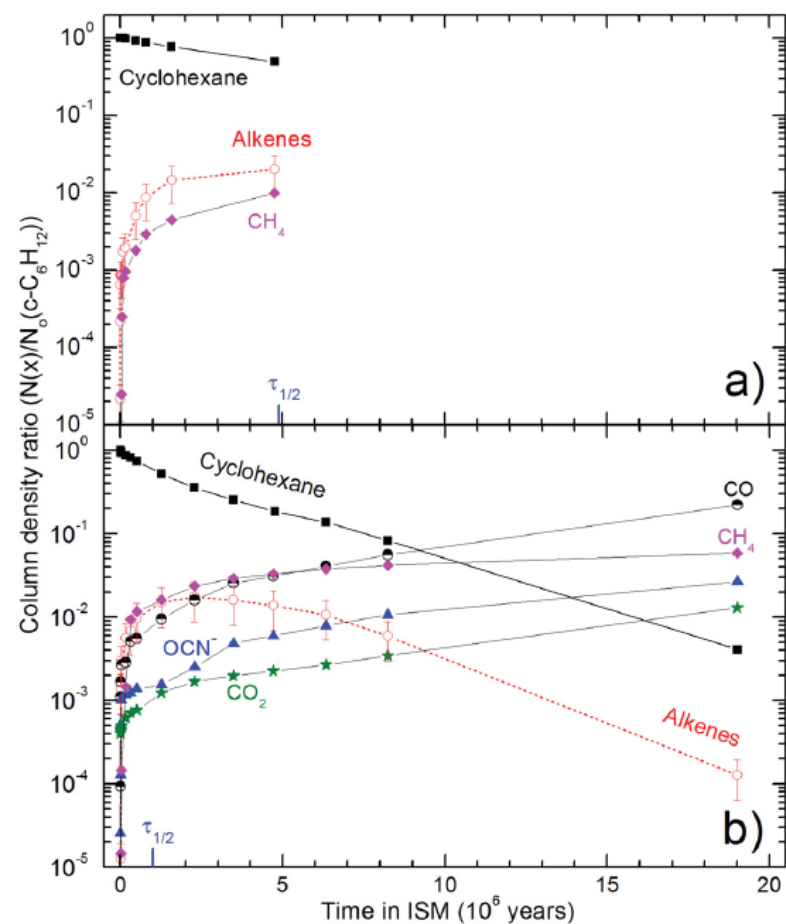 a)
10⁰
10⁻¹
10⁻²
10⁻³
10⁻⁴
10⁻⁵
Cyclohexane
Alkenes
CH₄
τ₁/₂
Column density ratio (N(x)/N₀(c-C₆H₁₂))
b)
10⁰
10⁻¹
10⁻²
10⁻³
10⁻⁴
10⁻⁵
Cyclohexane
CO
CH₄
OCN⁻
CO₂
Alkenes
τ₁/₂
0 5 10 15 20
Time in ISM (10⁶ years)